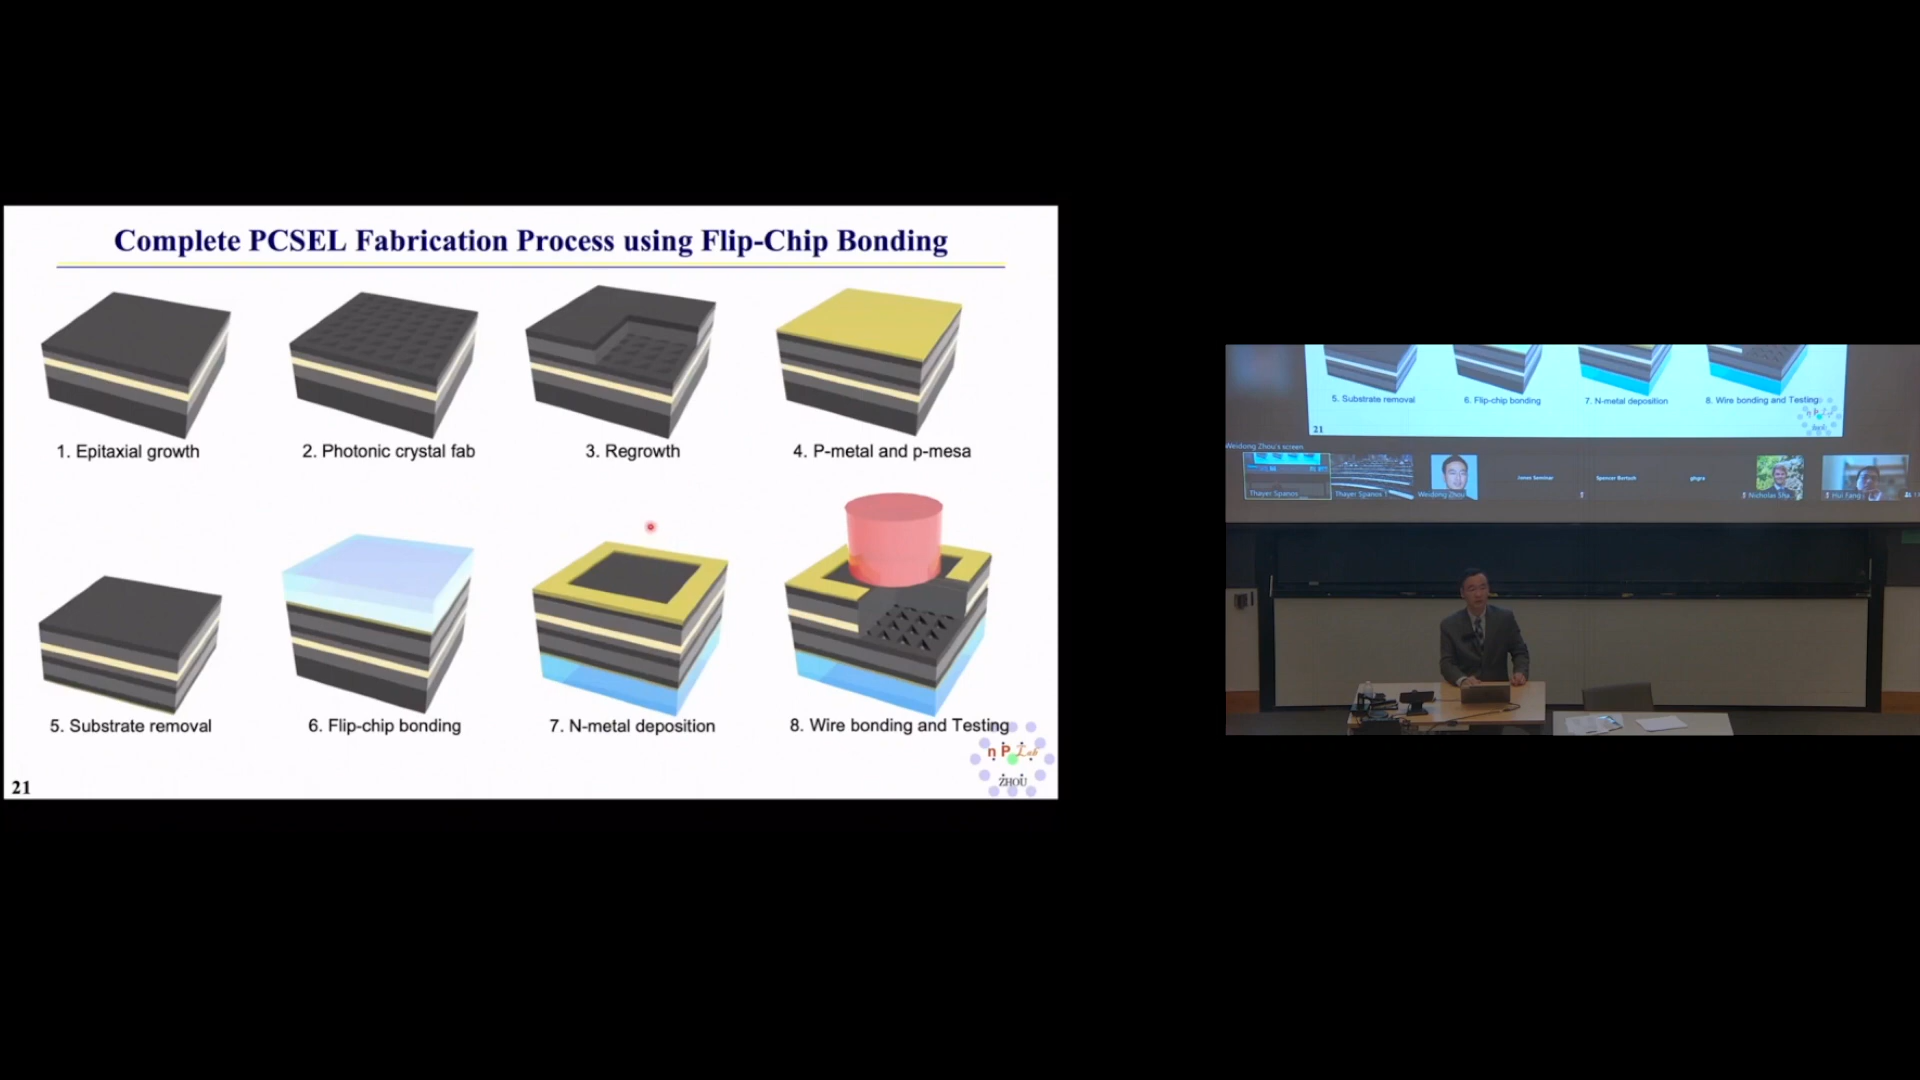 Complete PCSEL Fabrication Process using Flip-Chip Bonding
1. Epitaxial growth
2. Photonic crystal fab
3. Regrowth
4. P-metal and p-mesa
5. Substrate removal
6. Flip-chip bonding
7. N-metal deposition
8. Wire bonding and Testing
n P Lab
ZHOU
21
5. Substrate removal
6. Flip-chip bonding
7. N-metal deposition
8. Wire bonding and Testing
21
Weidong Zhou's screen
Thayer Spanos
Thayer Spanos
Weidong Zhou
Jones Seminar
Spencer Bertsch
Nicholas Sha
Hui Fang